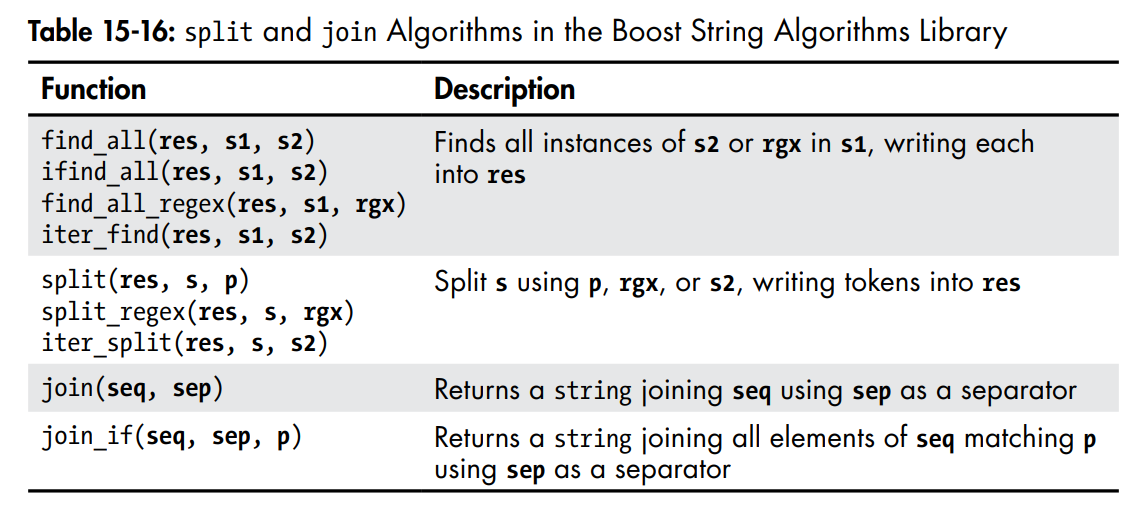 Table 15-16: split and join Algorithms in the Boost String Algorithms Library
Function Description
find_all(res, s1, s2) Finds all instances of s2 or rgx in s1, writing each
ifind_all(res, s1, s2) into res
find_all_regex(res, s1, rgx)
iter_find(res, s1, s2)
split(res, s, p) Split s using p, rgx, or s2, writing tokens into res
split_regex(res, s, rgx)
iter_split(res, s, s2)
join(seq, sep) Returns a string joining seq using sep as a separator
join_if(seq, sep, p) Returns a string joining all elements of seq matching p
using sep as a separator